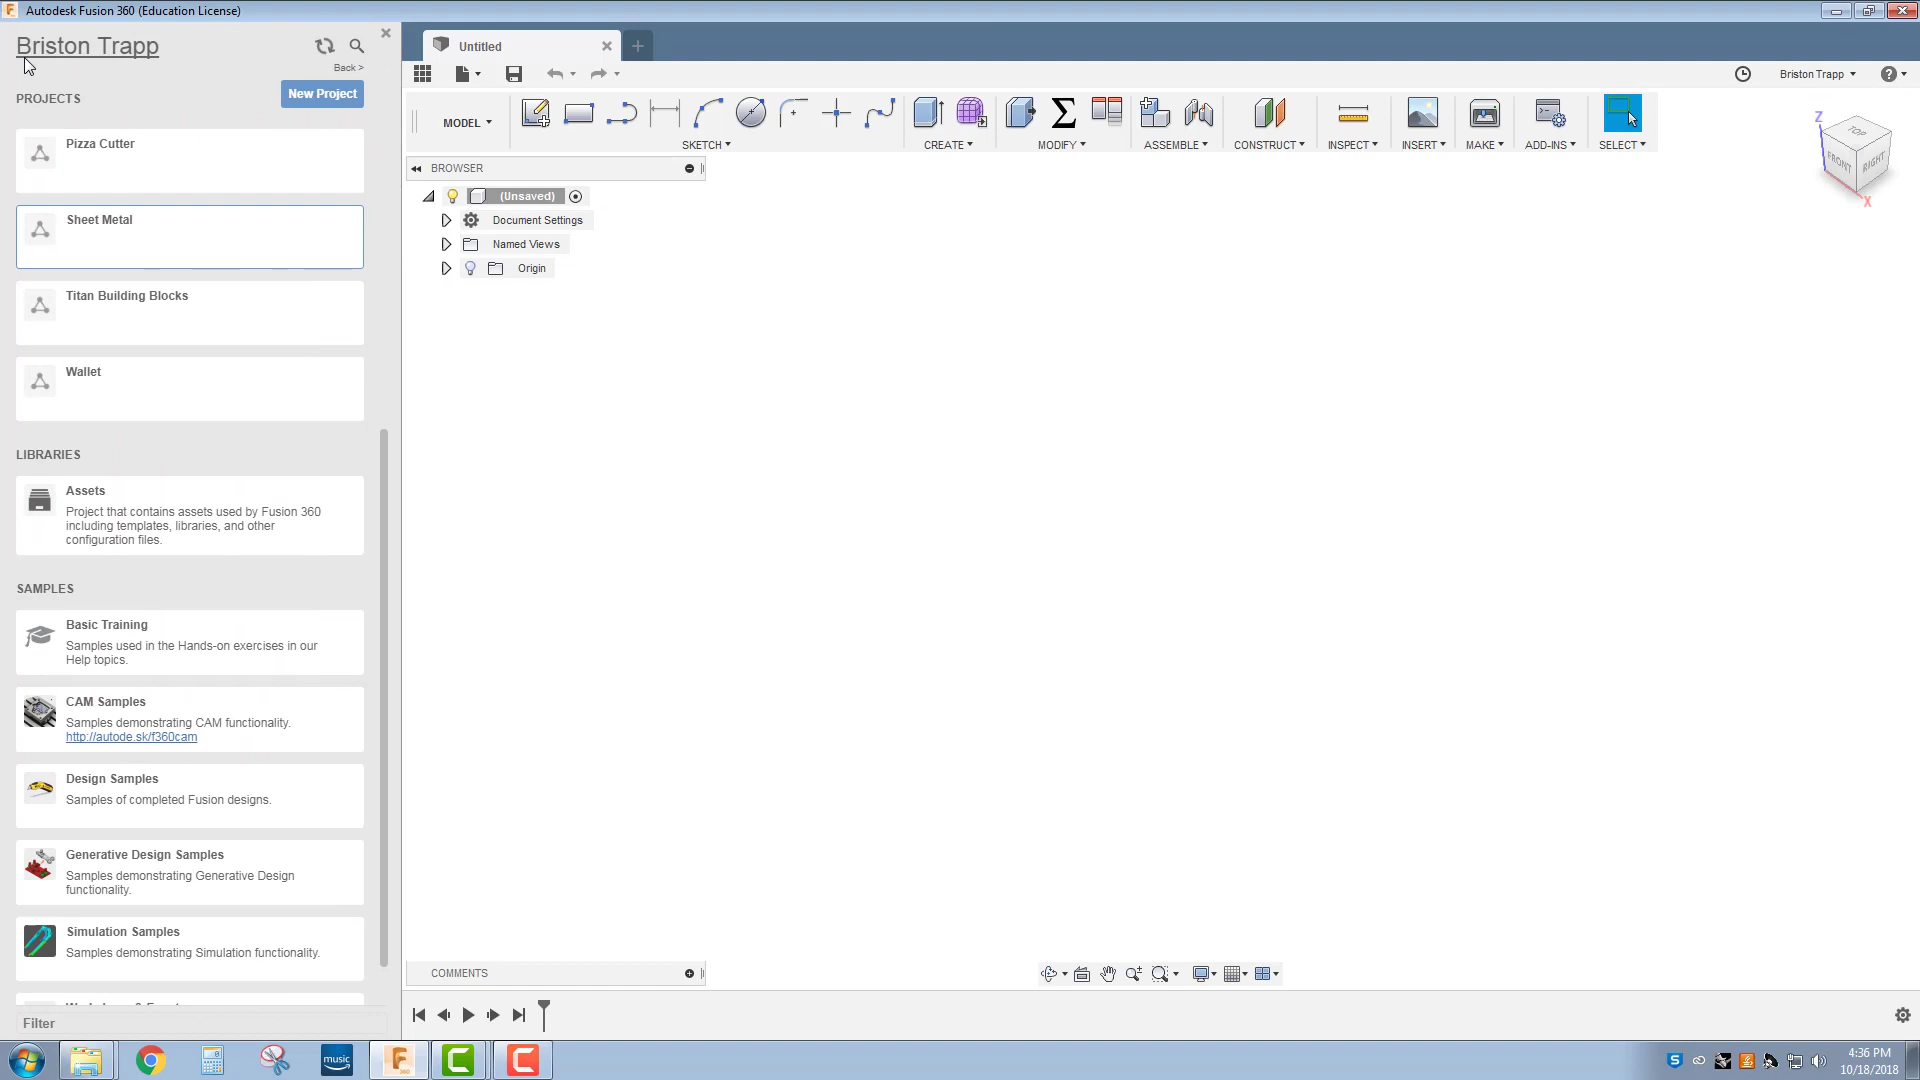 Autodesk Fusion 360 (Education License)
Briston Trapp
Back >
PROJECTS
New Project
Pizza Cutter
Sheet Metal
Titan Building Blocks
Wallet
LIBRARIES
Assets
Project that contains assets used by Fusion 360
including templates, libraries, and other
configuration files.
SAMPLES
Basic Training
Samples used in the Hands-on exercises in our
Help topics.
CAM Samples
Samples demonstrating CAM functionality.
http://autode.sk/f360cam
Design Samples
Samples of completed Fusion designs.
Generative Design Samples
Samples demonstrating Generative Design
functionality.
Simulation Samples
Samples demonstrating Simulation functionality.
Filter
Untitled
Briston Trapp
MODEL
SKETCH
CREATE
MODIFY
ASSEMBLE
CONSTRUCT
INSPECT
INSERT
MAKE
ADD-INS
SELECT
BROWSER
(Unsaved)
Document Settings
Named Views
Origin
Z
TOP
FRONT
RIGHT
X
COMMENTS
music
4:36 PM
10/18/2018